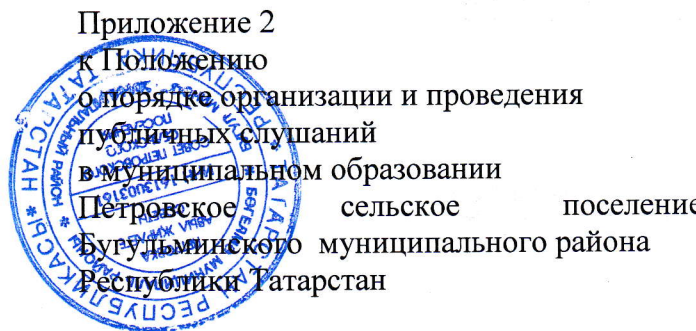 Приложение 2
к Положению
о порядке организации и проведения
публичных слушаний
в муниципальном образовании
Петровское сельское поселение
Бугульминского муниципального района
Республики Татарстан